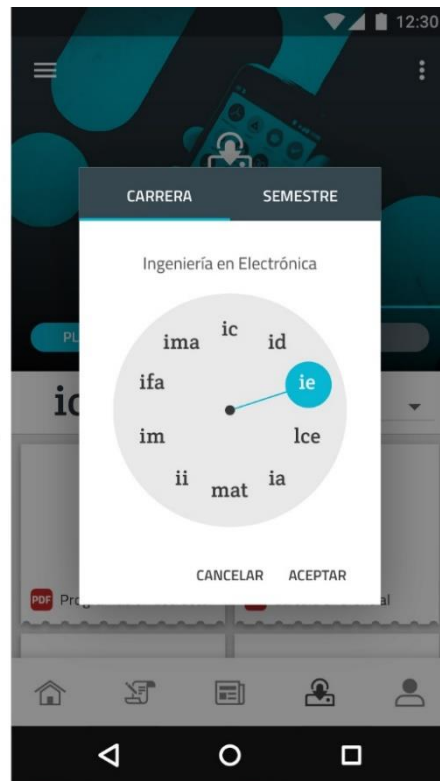 12:30
CARRERA SEMESTRE
Ingeniería en Electrónica
ic
ima id
ifa ie
im lce
ii ia
mat
CANCELAR ACEPTAR
PDF